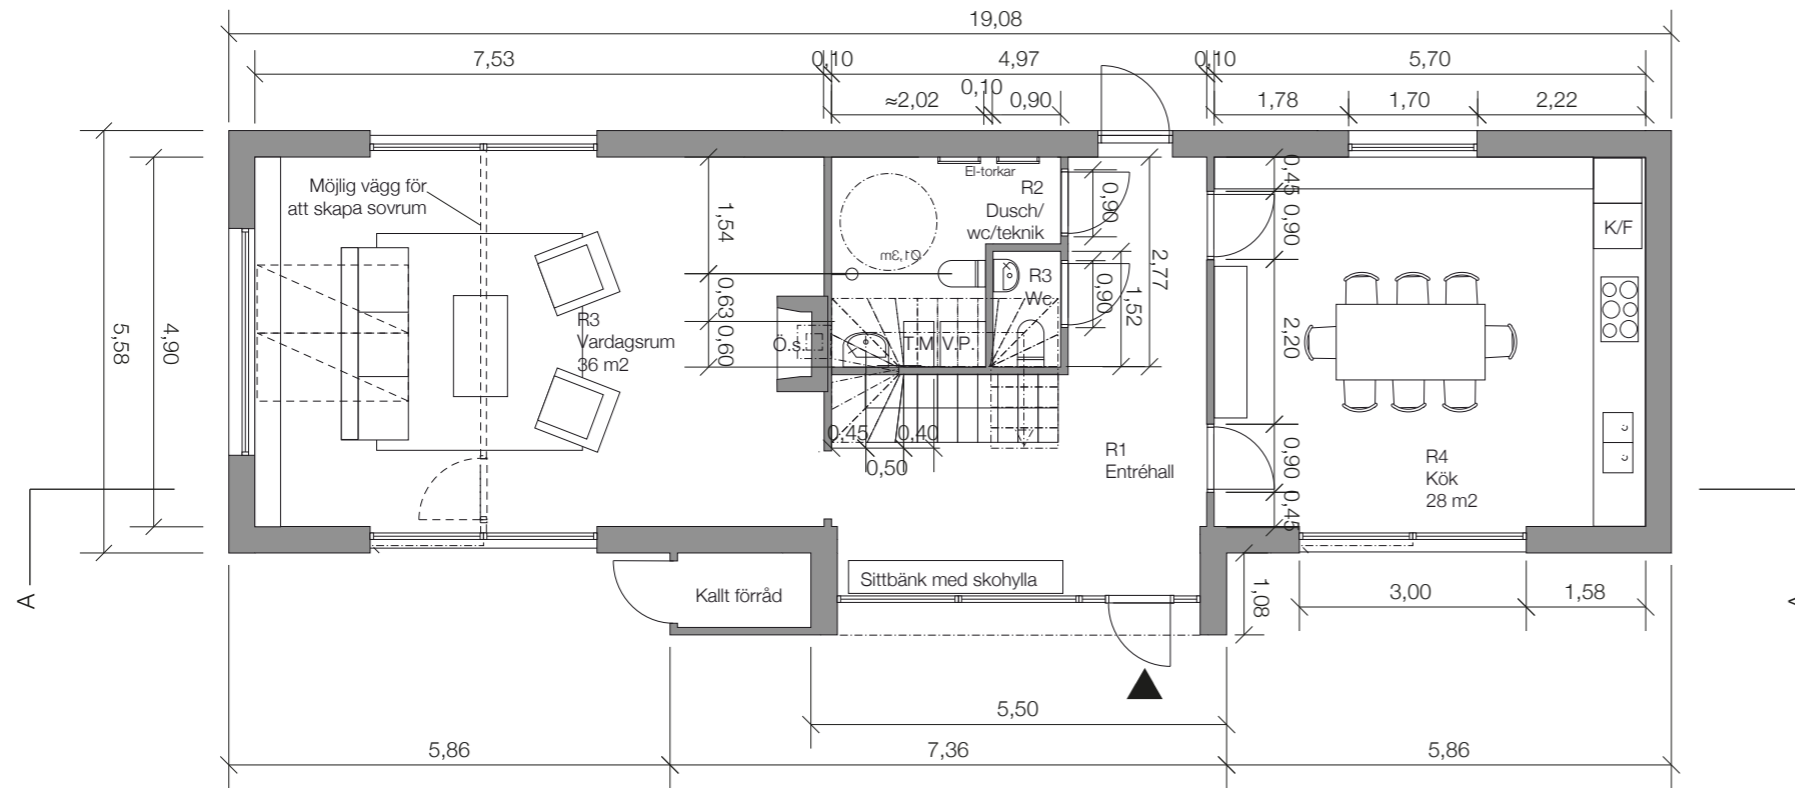 19,08
7,53
0,10
4,97
0,10
5,70
≈2,02
0,10
0,90
1,78
1,70
2,22
El-torkar
R2
Dusch/
wc/teknik
Möjlig vägg för
att skapa sovrum
1,54
0,63
0,60
Ø1,3m
R3
Wc
0,90
0,90
2,77
1,52
0,45
0,90
2,20
0,90
0,45
K/F
5,58
4,90
R3
Vardagsrum
36 m2
Ö.s.
T.M
V.P.
0,45
0,40
0,50
R1
Entréhall
R4
Kök
28 m2
A
Kallt förråd
Sittbänk med skohylla
1,08
3,00
1,58
5,50
5,86
7,36
5,86